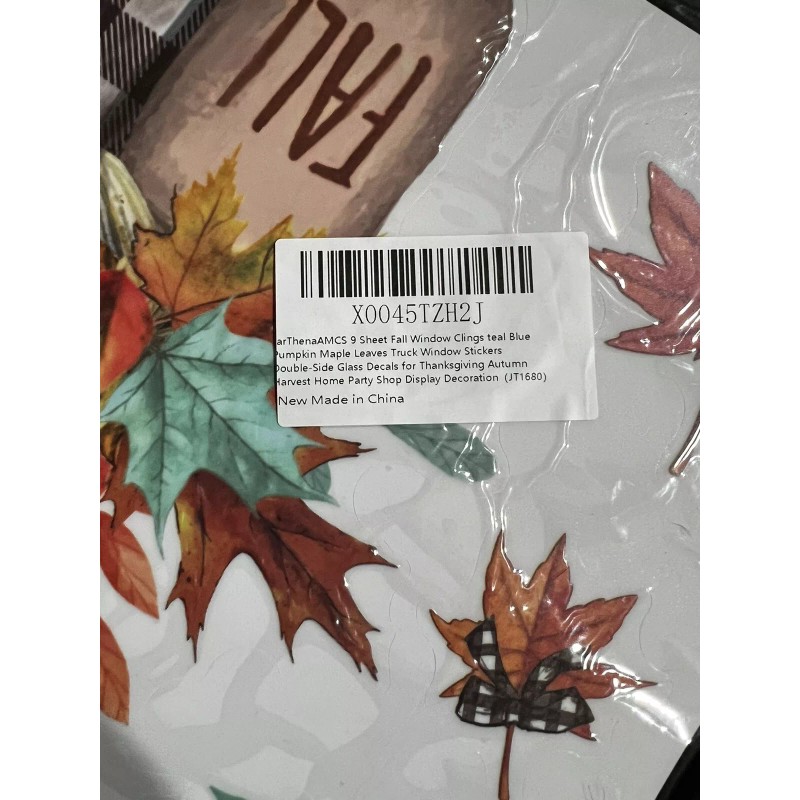 FALL
X0045TZH2J
arThenaAMCS 9 Sheet Fall Window Clings teal Blue
Pumpkin Maple Leaves Truck Window Stickers
Double-Side Glass Decals for Thanksgiving Autumn
Harvest Home Party Shop Display Decoration (JT1680)
New Made in China